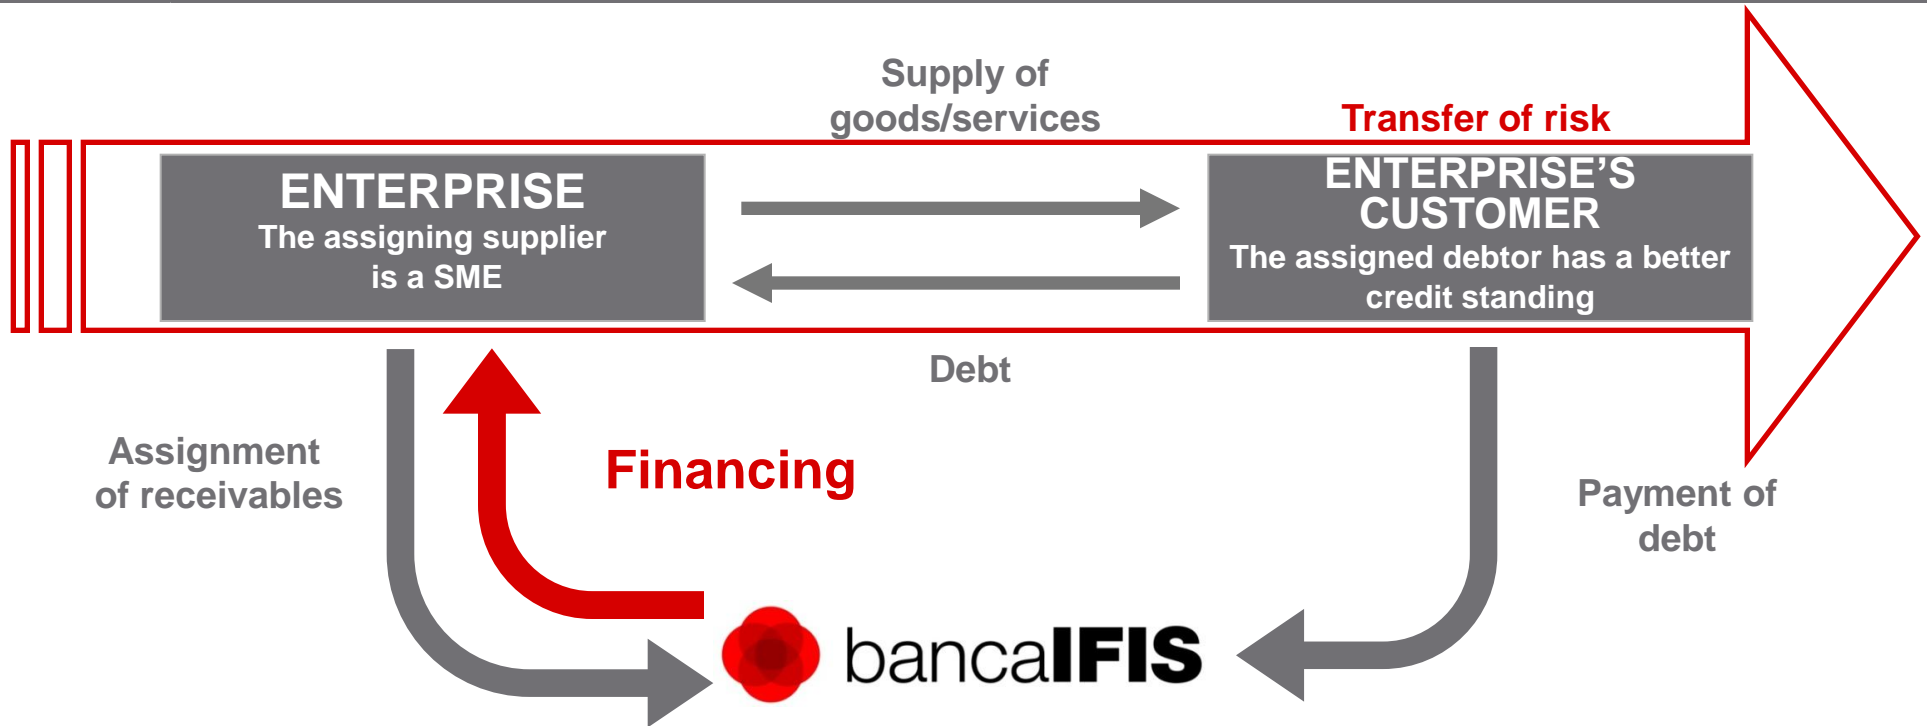 Supply of
goods/services
Transfer of risk
ENTERPRISE
The assigning supplier
is a SME
ENTERPRISE’S
CUSTOMER
The assigned debtor has a better
credit standing
Debt
Assignment
of receivables
Financing
Payment of
debt
bancaIFIS